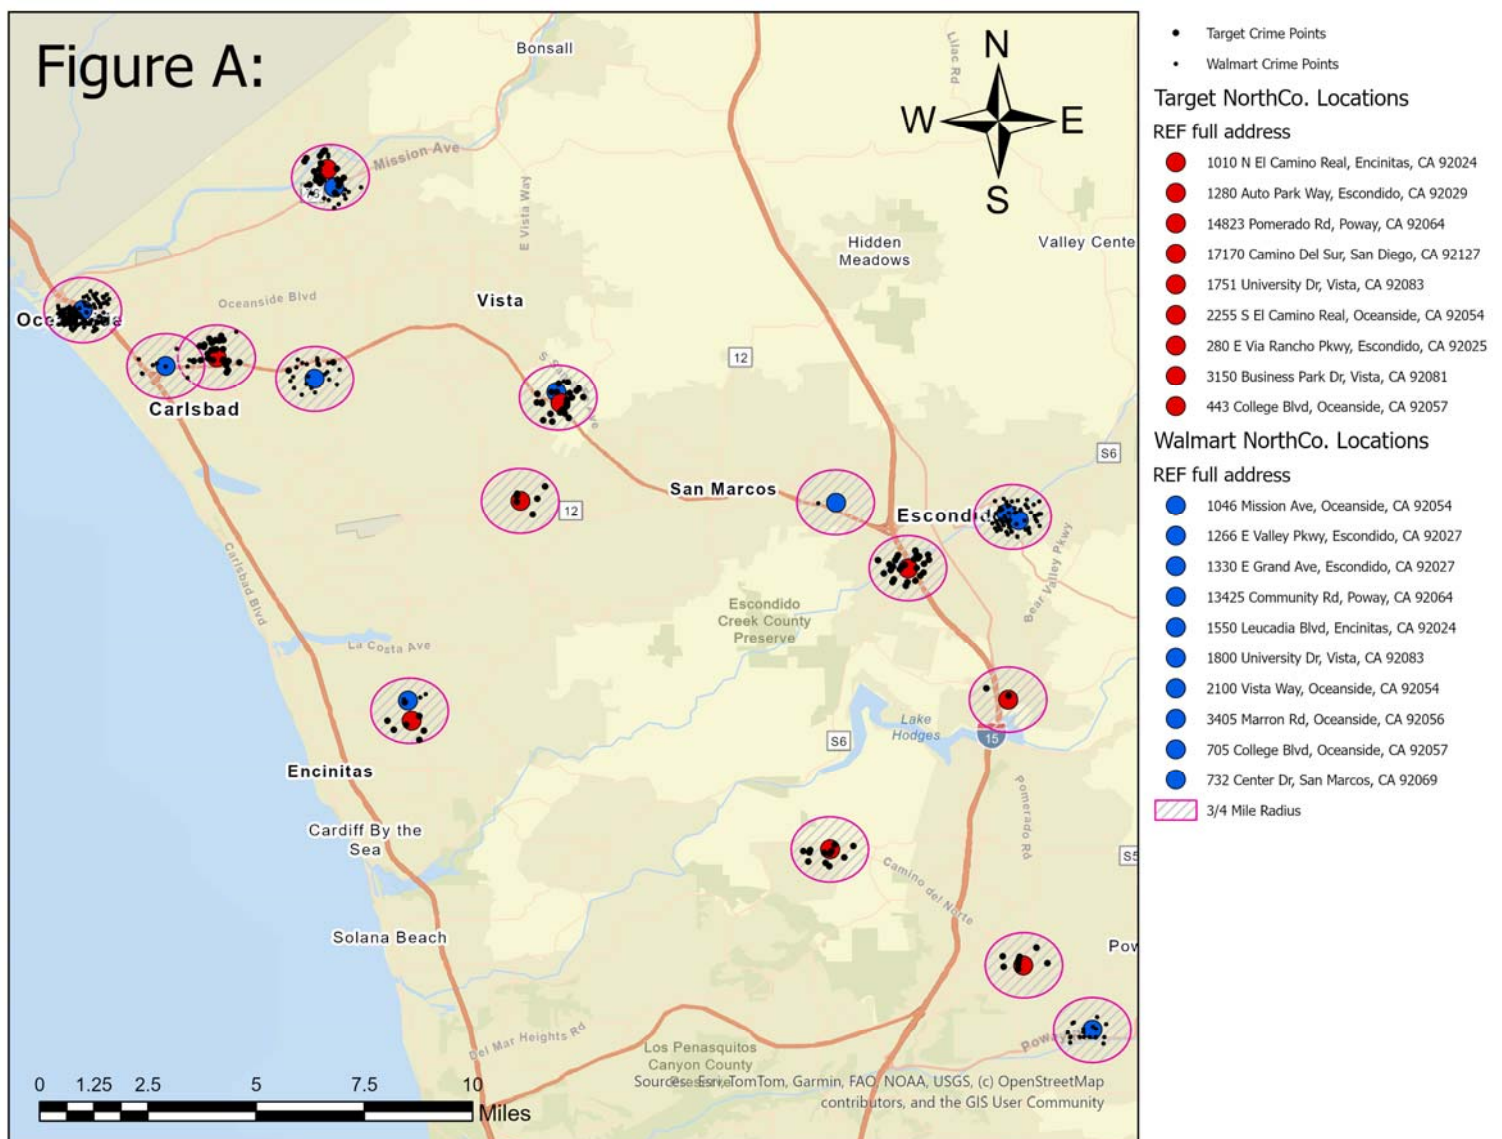 Figure A:
Bonsall
Lilac Rd
N
W
E
S
Mission Ave
76
E Vista Way
Hidden
Meadows
Valley Cente
Oceanside Blvd
Vista
12
S Santa Fe Ave
Carlsbad
S6
San Marcos
12
Escondid
Bear Valley Pkwy
Carlsbad Blvd
Escondido
Creek County
Preserve
La Costa Ave
Lake
Hodges
S6
15
Encinitas
Pomerado Rd
Cardiff By the
Sea
S5
Camino del Norte
Solana Beach
Pow
Del Mar Heights Rd
Los Penasquitos
Canyon County
Preserve
0 1.25 2.5 5 7.5 10
Miles
Sources: Esri, TomTom, Garmin, FAO, NOAA, USGS, (c) OpenStreetMap
contributors, and the GIS User Community
Target Crime Points
Walmart Crime Points
Target NorthCo. Locations
REF full address
1010 N El Camino Real, Encinitas, CA 92024
1280 Auto Park Way, Escondido, CA 92029
14823 Pomerado Rd, Poway, CA 92064
17170 Camino Del Sur, San Diego, CA 92127
1751 University Dr, Vista, CA 92083
2255 S El Camino Real, Oceanside, CA 92054
280 E Via Rancho Pkwy, Escondido, CA 92025
3150 Business Park Dr, Vista, CA 92081
443 College Blvd, Oceanside, CA 92057
Walmart NorthCo. Locations
REF full address
1046 Mission Ave, Oceanside, CA 92054
1266 E Valley Pkwy, Escondido, CA 92027
1330 E Grand Ave, Escondido, CA 92027
13425 Community Rd, Poway, CA 92064
1550 Leucadia Blvd, Encinitas, CA 92024
1800 University Dr, Vista, CA 92083
2100 Vista Way, Oceanside, CA 92054
3405 Marron Rd, Oceanside, CA 92056
705 College Blvd, Oceanside, CA 92057
732 Center Dr, San Marcos, CA 92069
3/4 Mile Radius